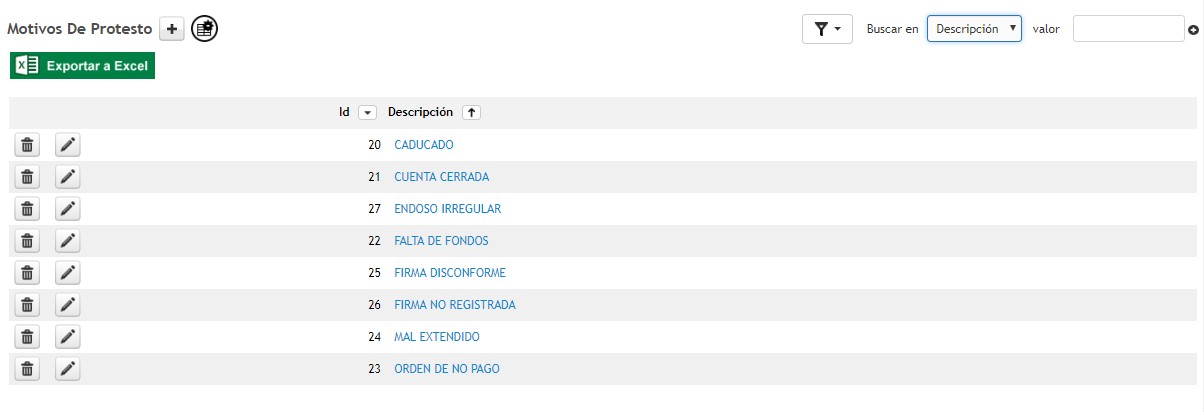 Motivos De Protesto
Buscar en Descripción valor
Exportar a Excel
Id Descripción
20 CADUCADO
21 CUENTA CERRADA
27 ENDOSO IRREGULAR
22 FALTA DE FONDOS
25 FIRMA DISCONFORME
26 FIRMA NO REGISTRADA
24 MAL EXTENDIDO
23 ORDEN DE NO PAGO